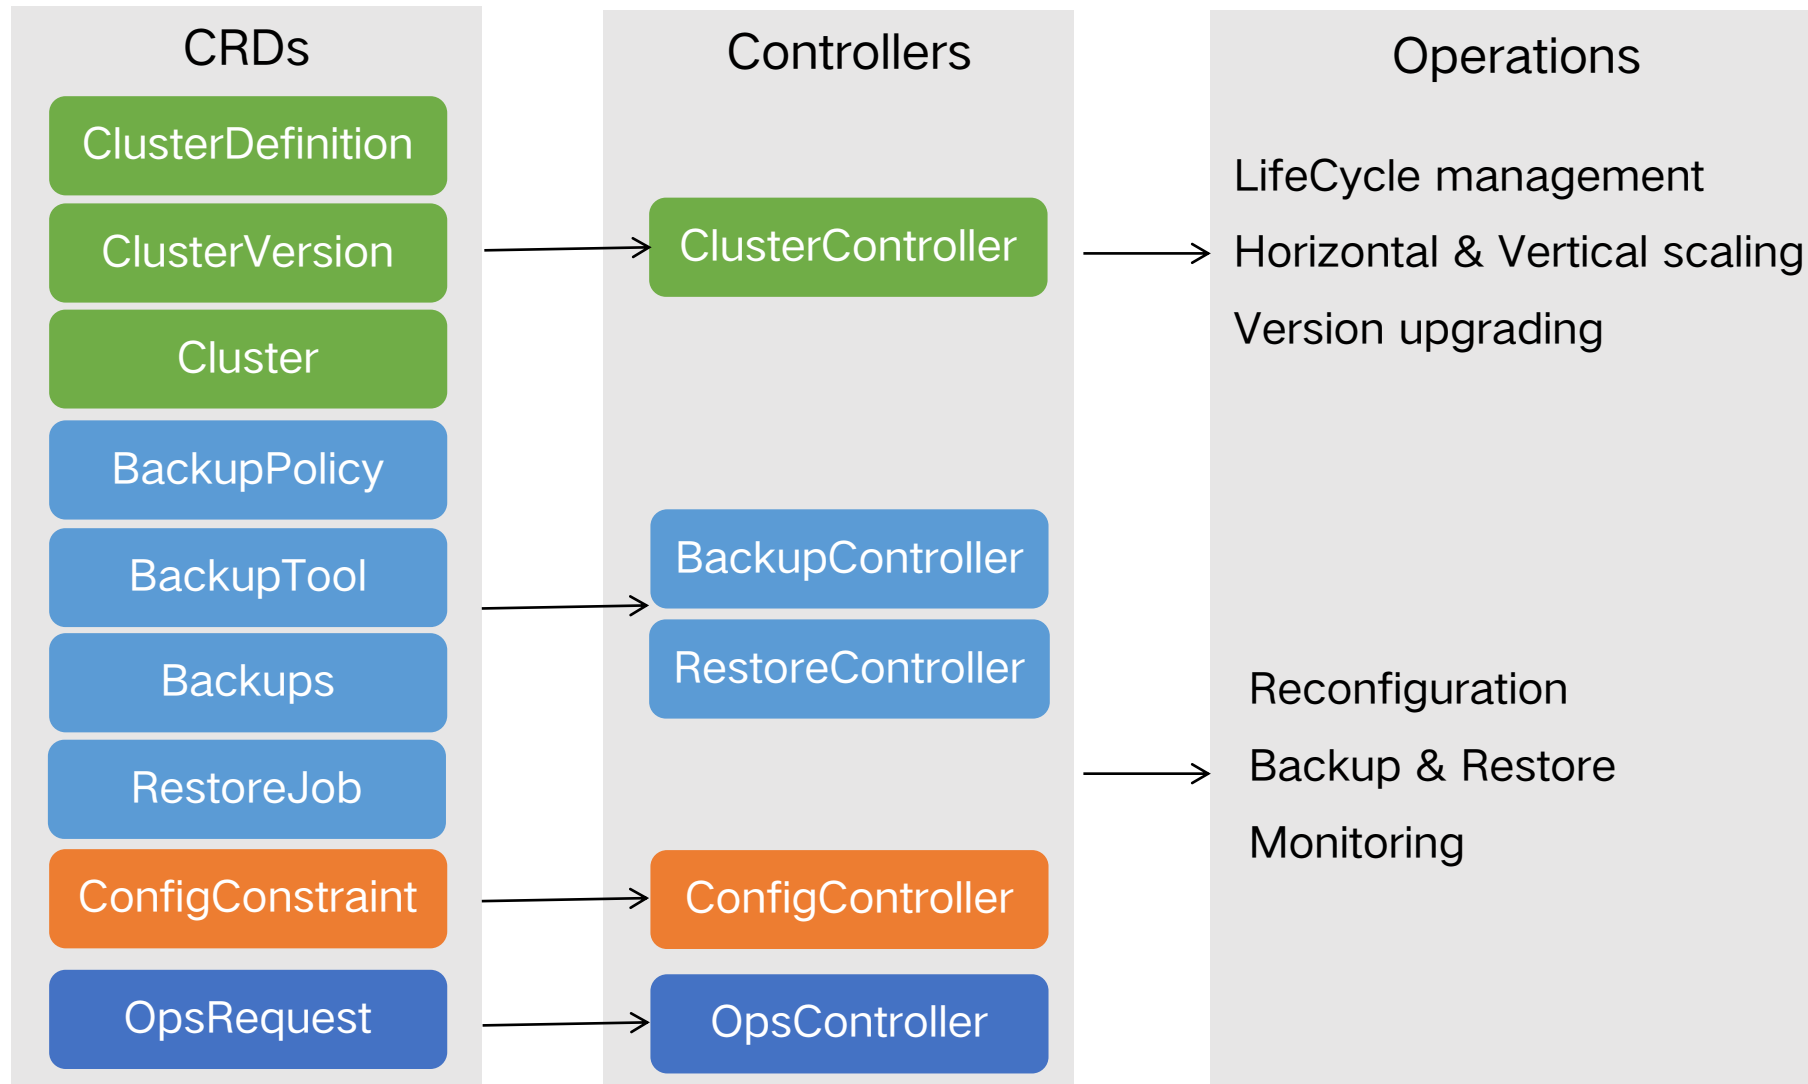 CRDs
ClusterDefinition
ClusterVersion
Cluster
BackupPolicy
BackupTool
Backups
RestoreJob
ConfigConstraint
OpsRequest
Controllers
ClusterController
BackupController
RestoreController
ConfigController
OpsController
Operations
LifeCycle management
Horizontal & Vertical scaling
Version upgrading
Reconfiguration
Backup & Restore
Monitoring